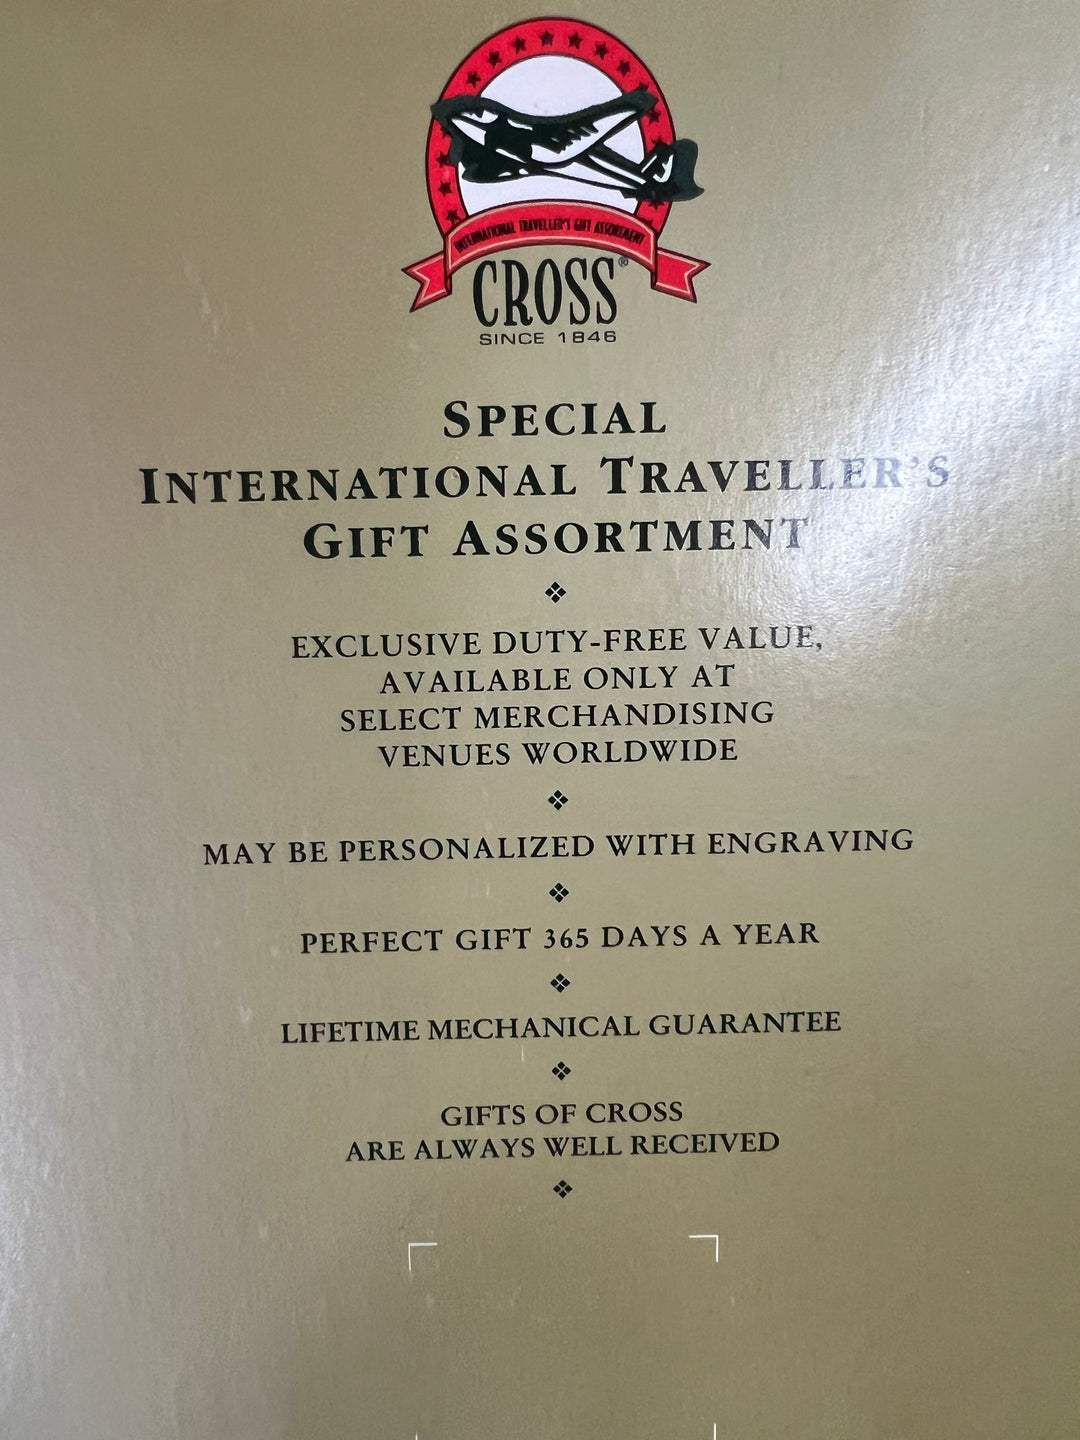 INTERNATIONAL TRAVELLER'S GIFT ASSORTMENT
CROSS®
SINCE 1846
SPECIAL
INTERNATIONAL TRAVELLER'S
GIFT ASSORTMENT
EXCLUSIVE DUTY-FREE VALUE,
AVAILABLE ONLY AT
SELECT MERCHANDISING
VENUES WORLDWIDE
MAY BE PERSONALIZED WITH ENGRAVING
PERFECT GIFT 365 DAYS A YEAR
LIFETIME MECHANICAL GUARANTEE
GIFTS OF CROSS
ARE ALWAYS WELL RECEIVED